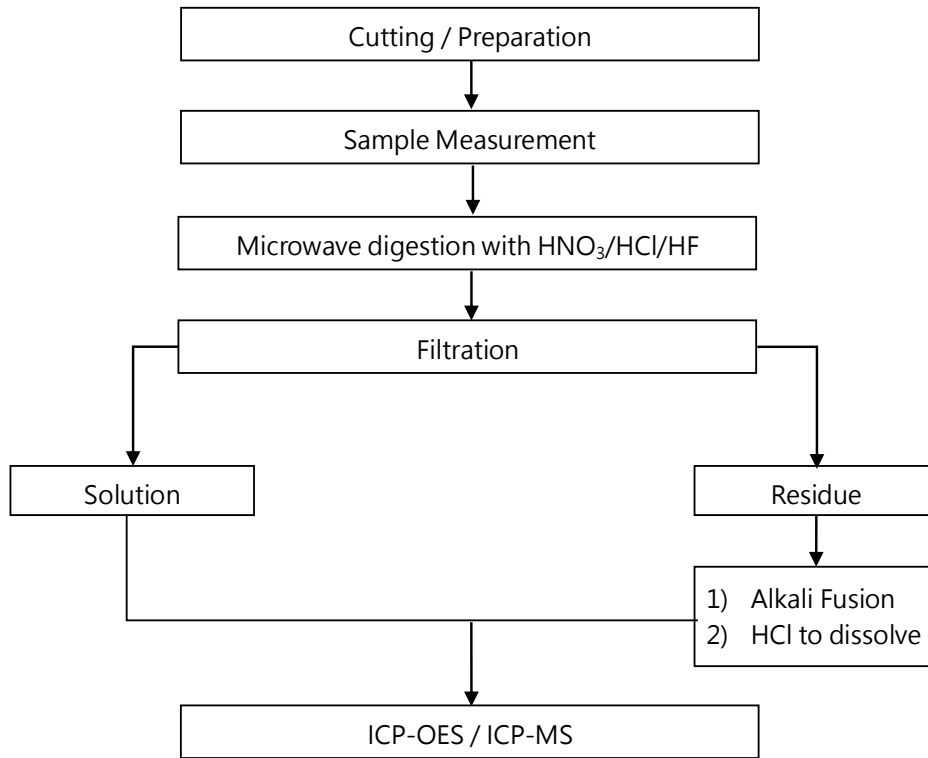 Cutting / Preparation
Sample Measurement
Microwave digestion with HNO₃/HCl/HF
Filtration
Solution
Residue
1) Alkali Fusion
2) HCl to dissolve
ICP-OES / ICP-MS